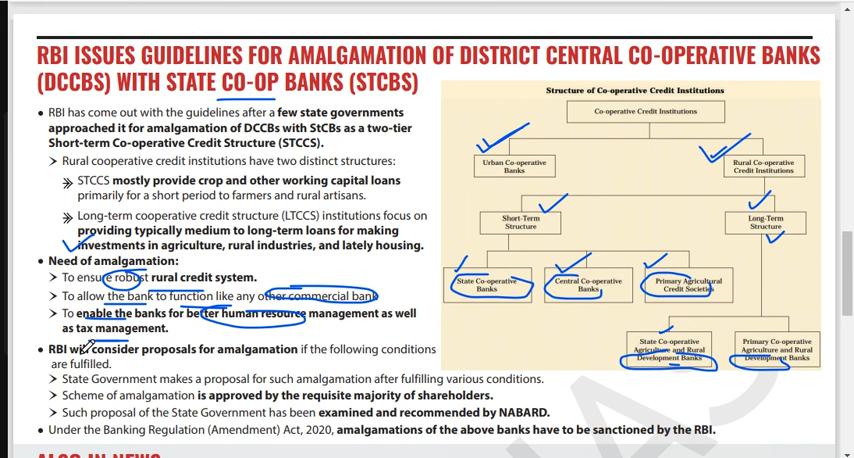 RBI ISSUES GUIDELINES FOR AMALGAMATION OF DISTRICT CENTRAL CO-OPERATIVE BANKS
(DCCBS) WITH STATE CO-OP BANKS (STCBS)
• RBI has come out with the guidelines after a few state governments
approached it for amalgamation of DCCBs with StCBs as a two-tier
Short-term Co-operative Credit Structure (STCCS).
➤ Rural cooperative credit institutions have two distinct structures:
» STCCS mostly provide crop and other working capital loans
primarily for a short period to farmers and rural artisans.
» Long-term cooperative credit structure (LTCCS) institutions focus on
providing typically medium to long-term loans for making
investments in agriculture, rural industries, and lately housing.
• Need of amalgamation:
➤ To ensure robust rural credit system.
➤ To allow the bank to function like any other commercial bank
➤ To enable the banks for better human resource management as well
as tax management.
• RBI will consider proposals for amalgamation if the following conditions
are fulfilled.
➤ State Government makes a proposal for such amalgamation after fulfilling various conditions.
➤ Scheme of amalgamation is approved by the requisite majority of shareholders.
➤ Such proposal of the State Government has been examined and recommended by NABARD.
• Under the Banking Regulation (Amendment) Act, 2020, amalgamations of the above banks have to be sanctioned by the RBI.
Structure of Co-operative Credit Institutions
Co-operative Credit Institutions
Urban Co-operative
Banks
Rural Co-operative
Credit Institutions
Short-Term
Structure
Long-Term
Structure
State Co-operative
Banks
Central Co-operative
Banks
Primary Agricultural
Credit Societies
State Co-operative
Agriculture and Rural
Development Banks
Primary Co-operative
Agriculture and Rural
Development Banks
ALSO IN NEWS